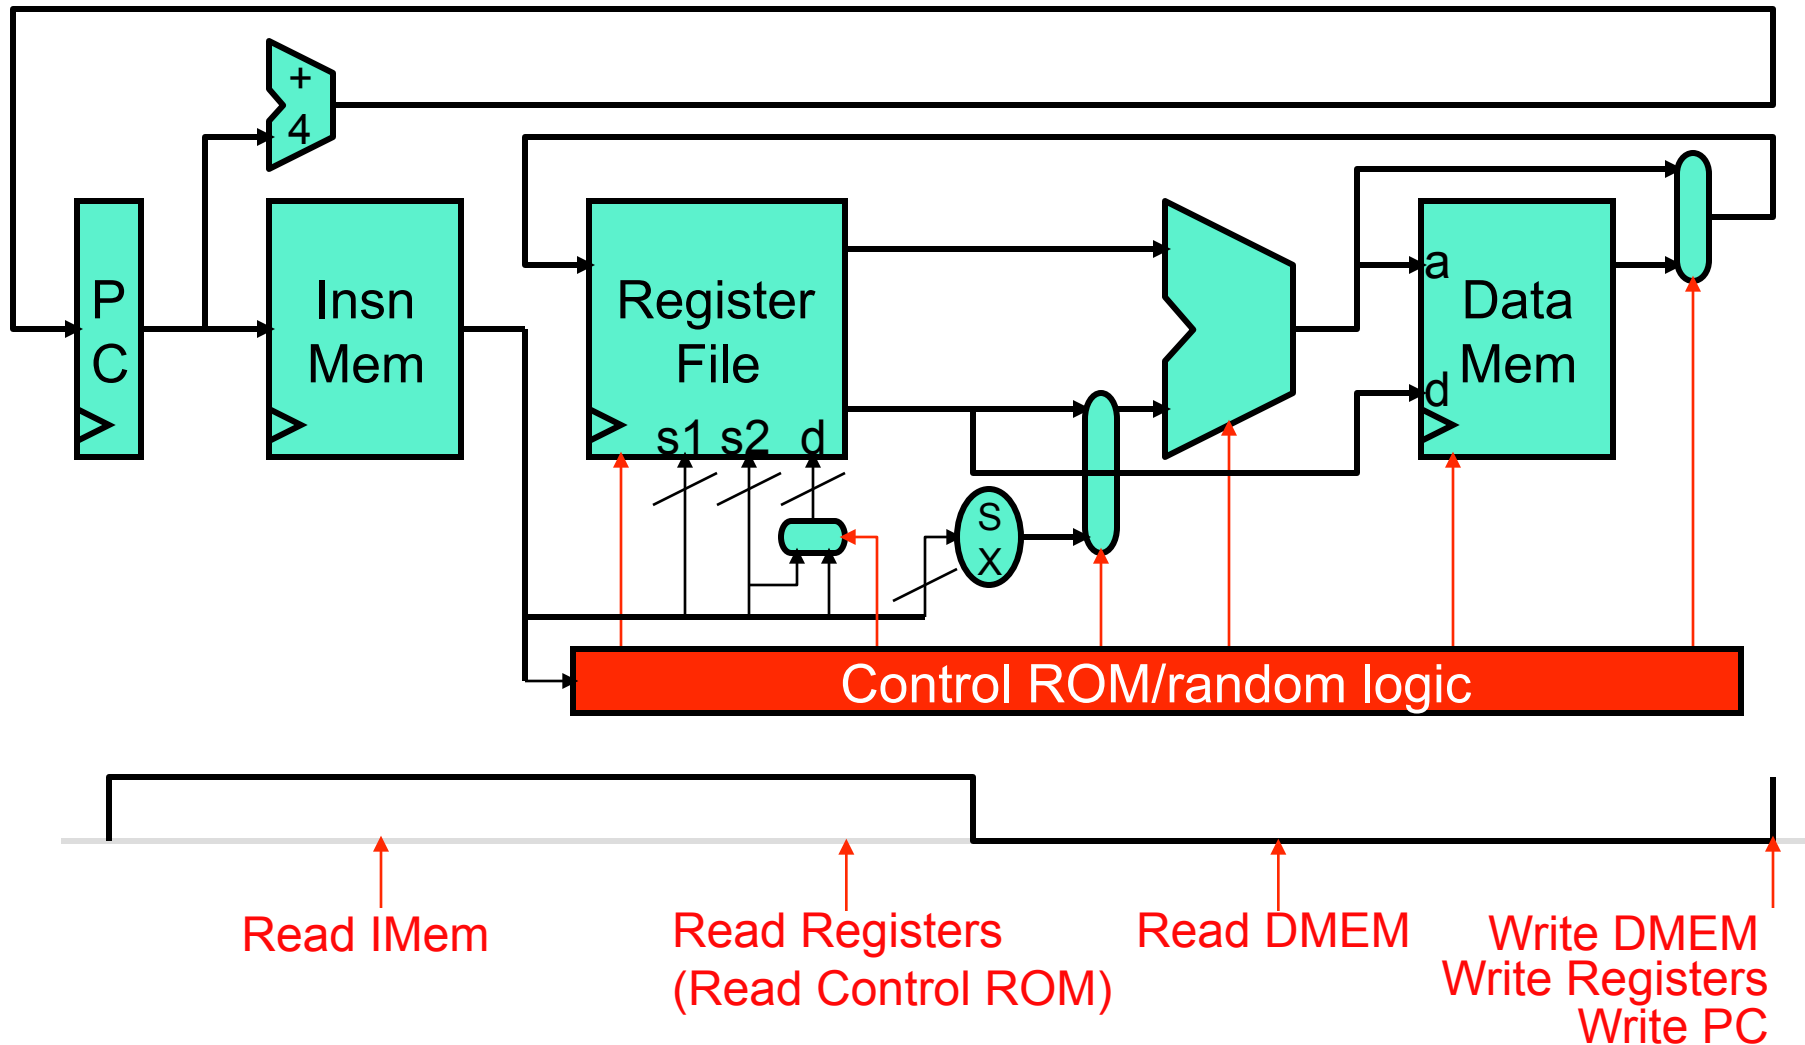 +
4
P
C
Insn
Mem
Register
File
s1 s2 d
a
d
Data
Mem
S
X
Control ROM/random logic
Read IMem
Read Registers
(Read Control ROM)
Read DMEM
Write DMEM
Write Registers
Write PC